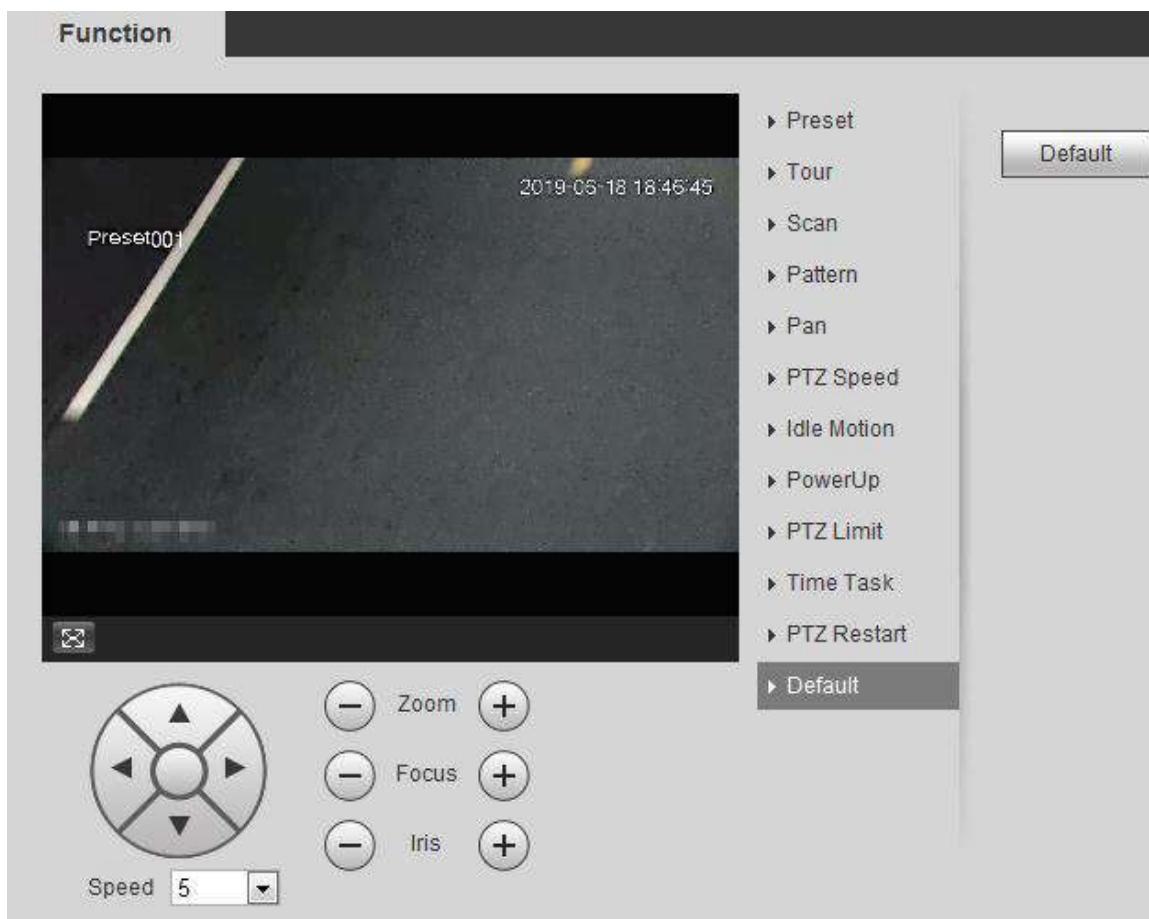 Function
2019-05-18 18:46:45
Preset001
Preset
Tour
Scan
Pattern
Pan
PTZ Speed
Idle Motion
PowerUp
PTZ Limit
Time Task
PTZ Restart
Default
Default
Zoom
Focus
Iris
Speed 5